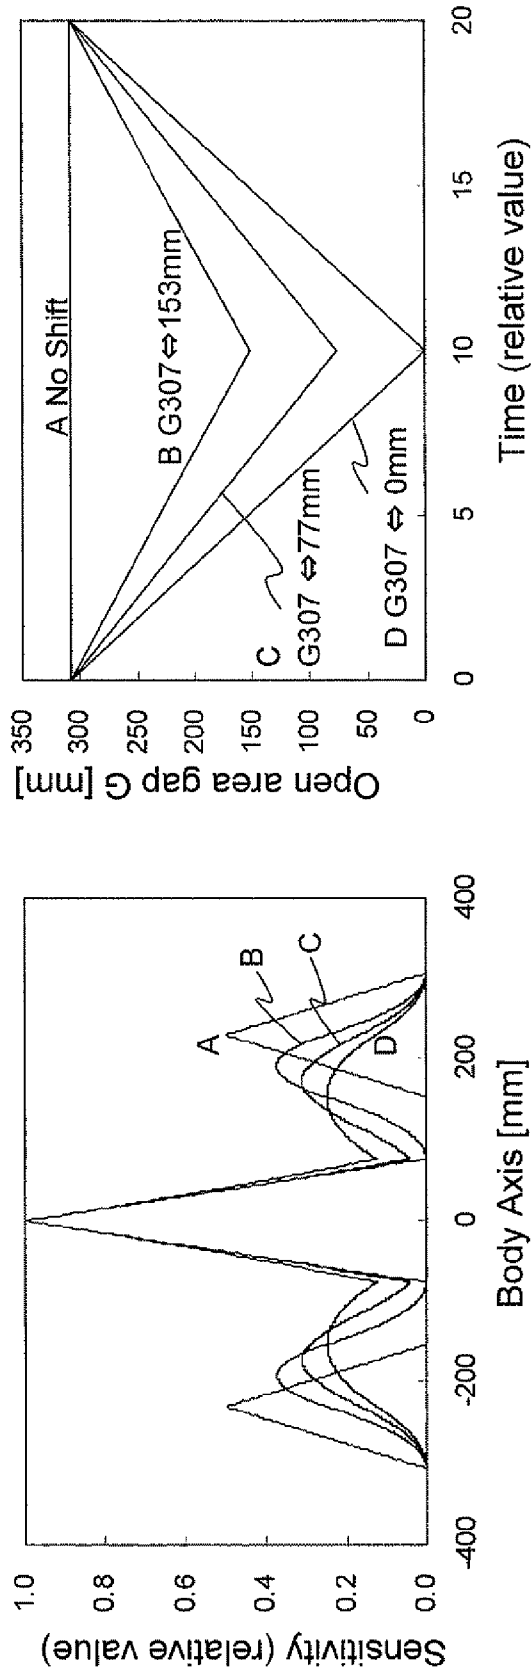 Sensitivity (relative value)
1.0
0.8
0.6
0.4
0.2
0.0
-400
-200
0
200
400
Body Axis [mm]
A
B
C
D
Open area gap G [mm]
350
300
250
200
150
100
50
0
0
5
10
15
20
Time (relative value)
A No Shift
B G307⇔153mm
C
G307 ⇔77mm
D G307 ⇔ 0mm